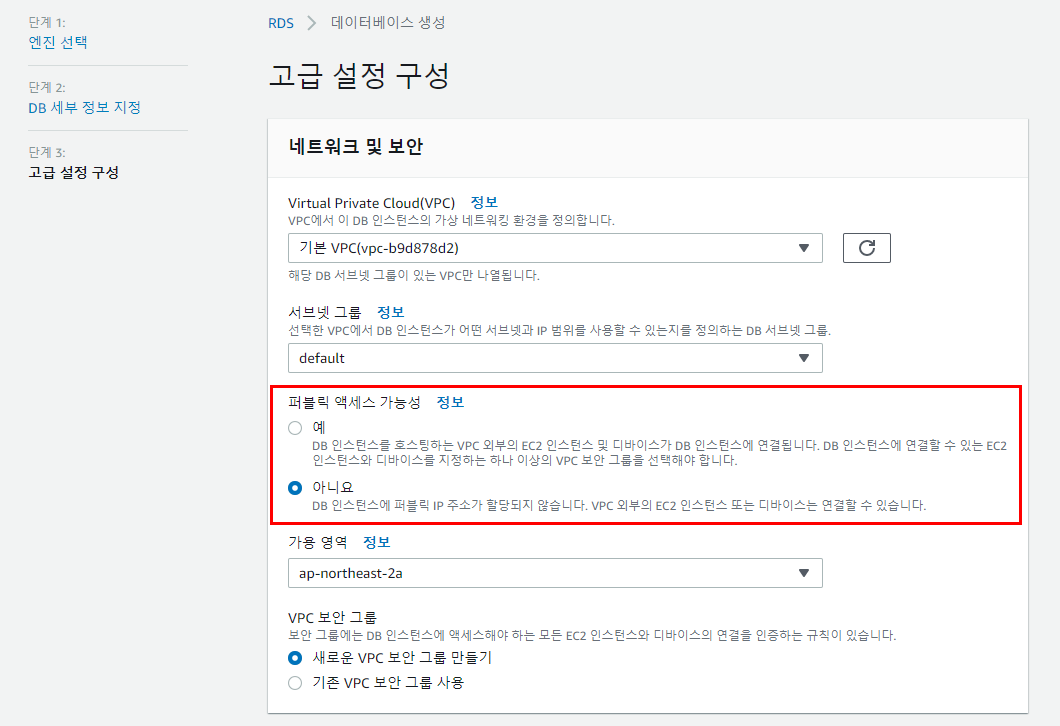 단계 1:
엔진 선택
단계 2:
DB 세부 정보 지정
단계 3:
고급 설정 구성
RDS > 데이터베이스 생성
고급 설정 구성
네트워크 및 보안
Virtual Private Cloud(VPC) 정보
VPC에서 이 DB 인스턴스의 가상 네트워킹 환경을 정의합니다.
기본 VPC(vpc-b9d878d2)
해당 DB 서브넷 그룹이 있는 VPC만 나열됩니다.
서브넷 그룹 정보
선택한 VPC에서 DB 인스턴스가 어떤 서브넷과 IP 범위를 사용할 수 있는지를 정의하는 DB 서브넷 그룹.
default
퍼블릭 액세스 가능성 정보
예
DB 인스턴스를 호스팅하는 VPC 외부의 EC2 인스턴스 및 디바이스가 DB 인스턴스에 연결됩니다. DB 인스턴스에 연결할 수 있는 EC2
인스턴스와 디바이스를 지정하는 하나 이상의 VPC 보안 그룹을 선택해야 합니다.
아니요
DB 인스턴스에 퍼블릭 IP 주소가 할당되지 않습니다. VPC 외부의 EC2 인스턴스 또는 디바이스는 연결할 수 있습니다.
가용 영역 정보
ap-northeast-2a
VPC 보안 그룹
보안 그룹에는 DB 인스턴스에 액세스해야 하는 모든 EC2 인스턴스와 디바이스의 연결을 인증하는 규칙이 있습니다.
새로운 VPC 보안 그룹 만들기
기존 VPC 보안 그룹 사용